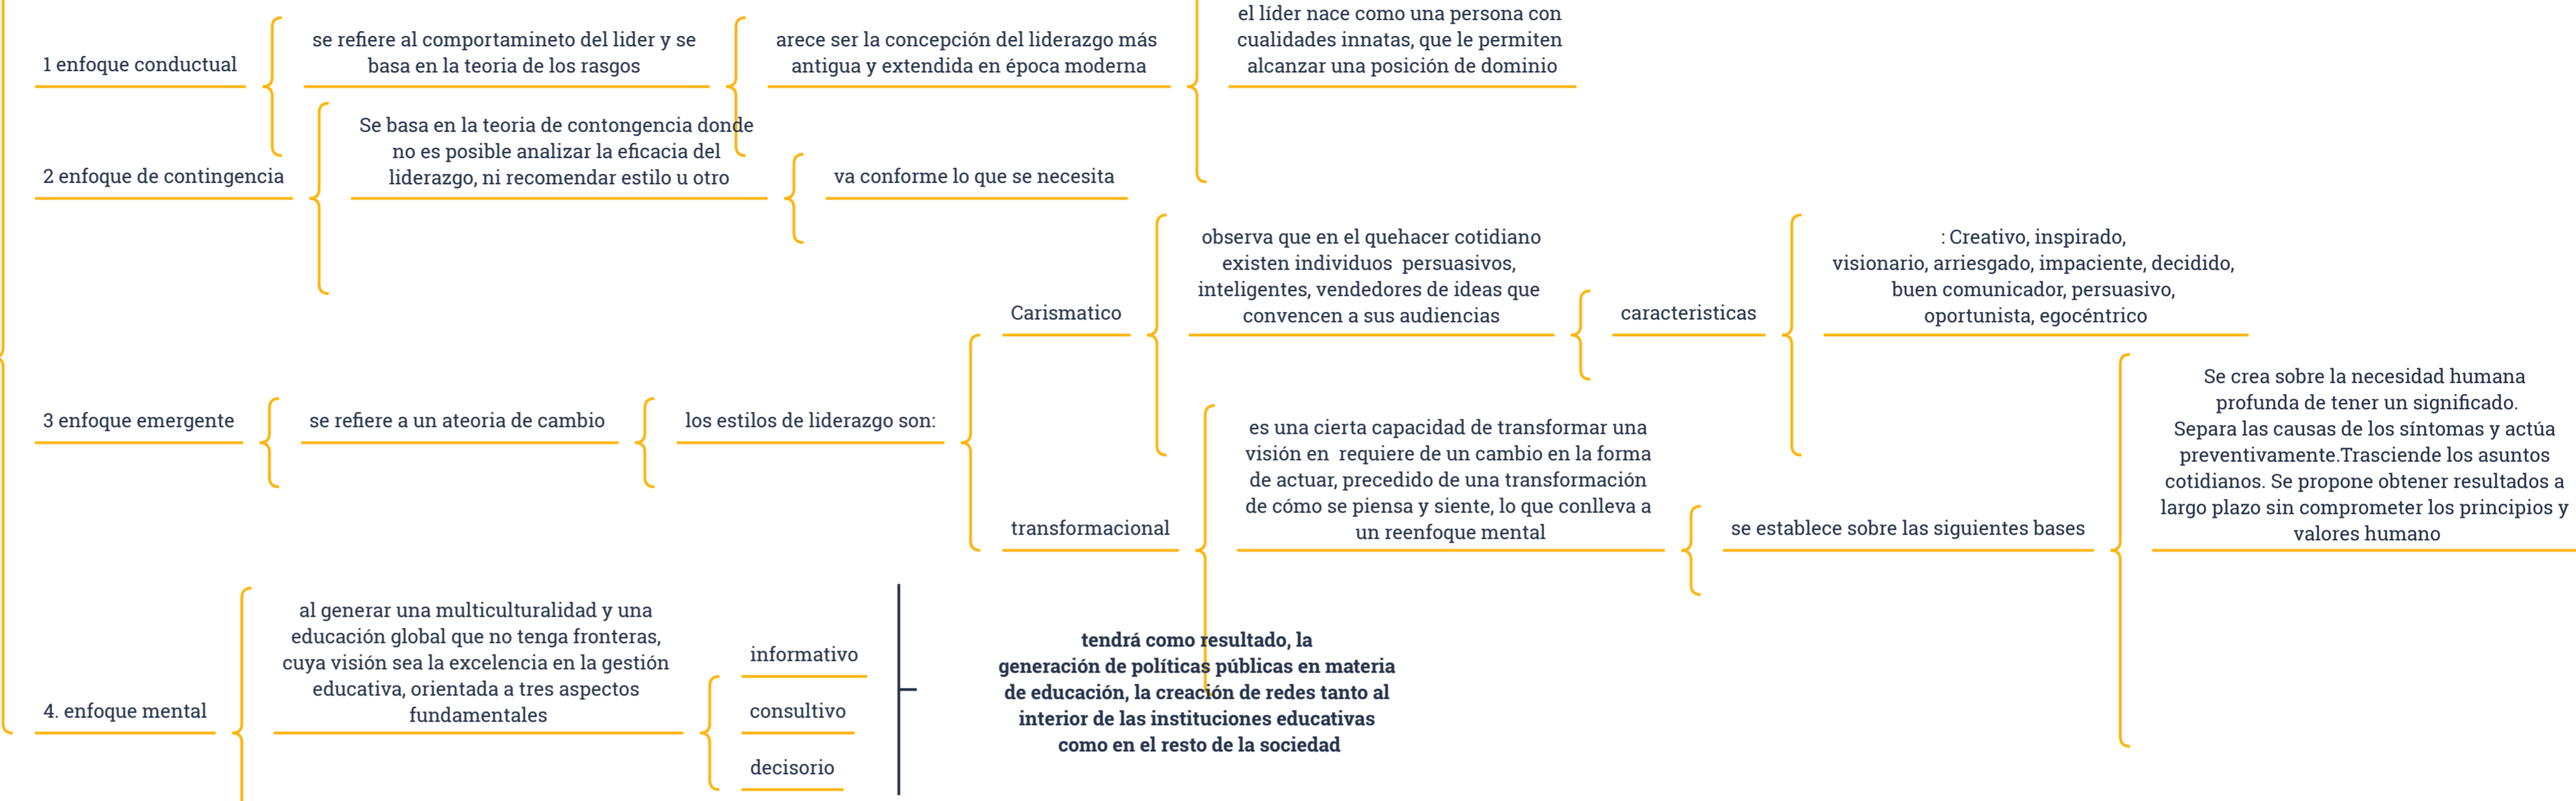 1 enfoque conductual
se refiere al comportamineto del lider y se
basa en la teoria de los rasgos
arece ser la concepción del liderazgo más
antigua y extendida en época moderna
el líder nace como una persona con
cualidades innatas, que le permiten
alcanzar una posición de dominio
2 enfoque de contingencia
Se basa en la teoria de contongencia donde
no es posible analizar la eficacia del
liderazgo, ni recomendar estilo u otro
va conforme lo que se necesita
3 enfoque emergente
se refiere a un ateoria de cambio
los estilos de liderazgo son:
Carismatico
observa que en el quehacer cotidiano
existen individuos  persuasivos,
inteligentes, vendedores de ideas que
convencen a sus audiencias
caracteristicas
: Creativo, inspirado,
visionario, arriesgado, impaciente, decidido,
buen comunicador, persuasivo,
oportunista, egocéntrico
transformacional
es una cierta capacidad de transformar una
visión en  requiere de un cambio en la forma
de actuar, precedido de una transformación
de cómo se piensa y siente, lo que conlleva a
un reenfoque mental
se establece sobre las siguientes bases
Se crea sobre la necesidad humana
profunda de tener un significado.
Separa las causas de los síntomas y actúa
preventivamente.Trasciende los asuntos
cotidianos. Se propone obtener resultados a
largo plazo sin comprometer los principios y
valores humano
4. enfoque mental
al generar una multiculturalidad y una
educación global que no tenga fronteras,
cuya visión sea la excelencia en la gestión
educativa, orientada a tres aspectos
fundamentales
informativo
consultivo
decisorio
tendrá como resultado, la
generación de políticas públicas en materia
de educación, la creación de redes tanto al
interior de las instituciones educativas
como en el resto de la sociedad